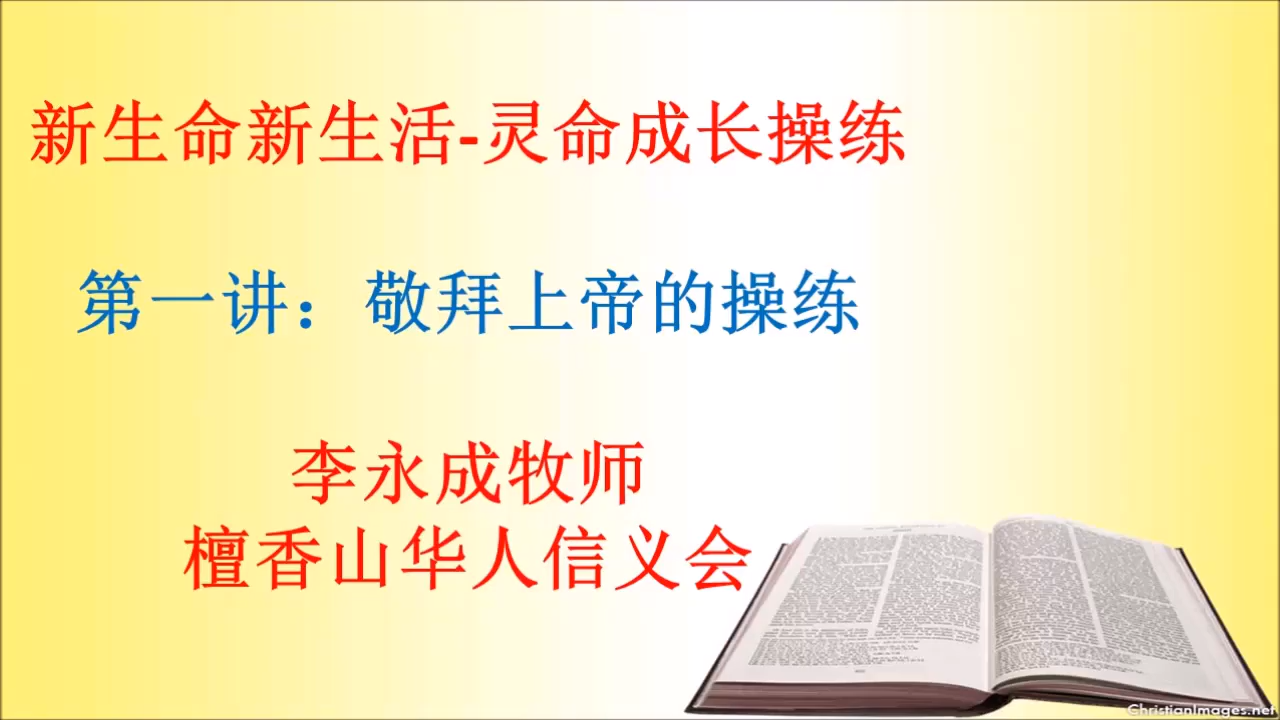 新生命新生活-灵命成长操练
第一讲：敬拜上帝的操练
李永成牧师
檀香山华人信义会
ChristianImages.net